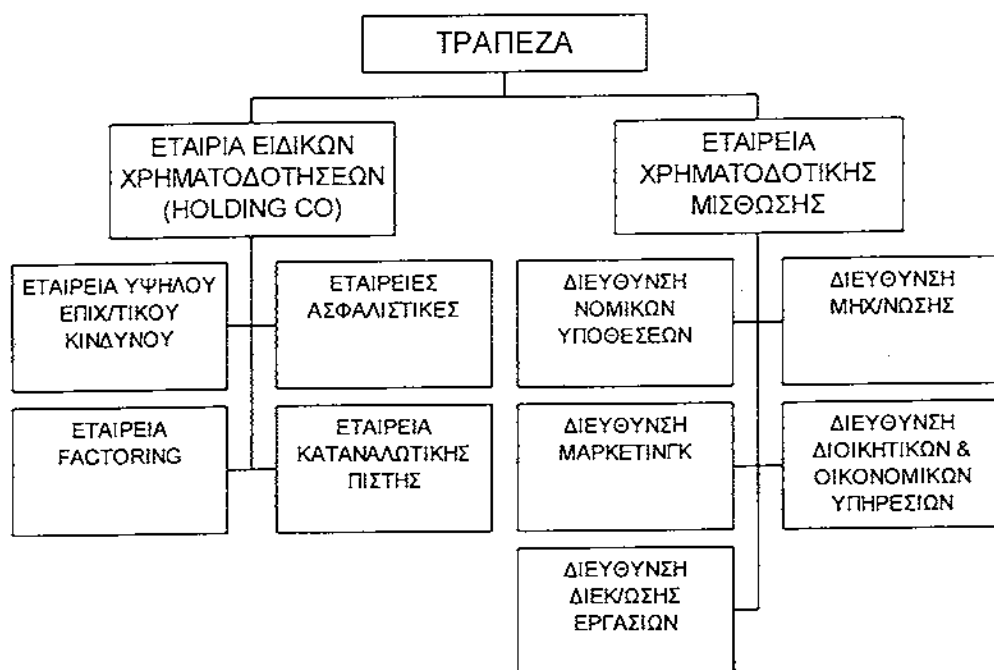 ΤΡΑΠΕΖΑ
ΕΤΑΙΡΙΑ ΕΙΔΙΚΩΝ
ΧΡΗΜΑΤΟΔΟΤΗΣΕΩΝ
(HOLDING CO)
ΕΤΑΙΡΕΙΑ
ΧΡΗΜΑΤΟΔΟΤΙΚΗΣ
ΜΙΣΘΩΣΗΣ
ΕΤΑΙΡΕΙΑ ΥΨΗΛΟΥ
ΕΠΙΧ/ΤΙΚΟΥ
ΚΙΝΔΥΝΟΥ
ΕΤΑΙΡΕΙΕΣ
ΑΣΦΑΛΙΣΤΙΚΕΣ
ΔΙΕΥΘΥΝΣΗ
ΝΟΜΙΚΩΝ
ΥΠΟΘΕΣΕΩΝ
ΔΙΕΥΘΥΝΣΗ
ΜΗΧ/ΝΩΣΗΣ
ΕΤΑΙΡΕΙΑ
FACTORING
ΕΤΑΙΡΕΙΑ
ΚΑΤΑΝΑΛΩΤΙΚΗΣ
ΠΙΣΤΗΣ
ΔΙΕΥΘΥΝΣΗ
ΜΑΡΚΕΤΙΝΓΚ
ΔΙΕΥΘΥΝΣΗ
ΔΙΟΙΚΗΤΙΚΩΝ &
ΟΙΚΟΝΟΜΙΚΩΝ
ΥΠΗΡΕΣΙΩΝ
ΔΙΕΥΘΥΝΣΗ
ΔΙΕΚ/ΩΣΗΣ
ΕΡΓΑΣΙΩΝ